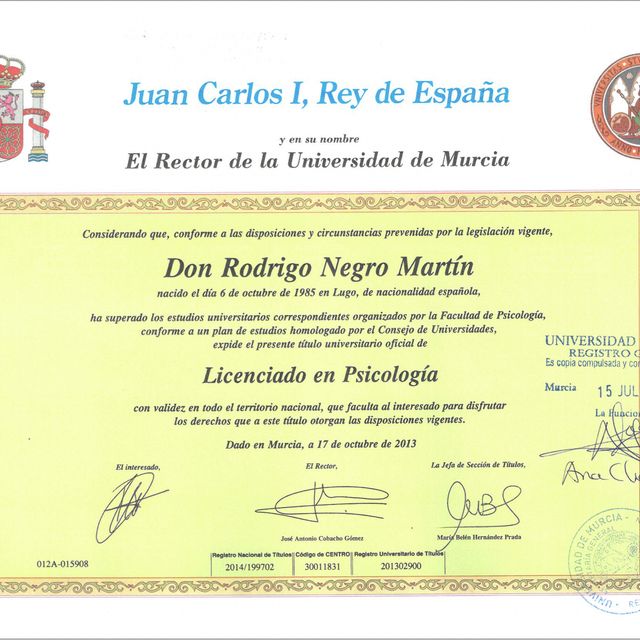 Juan Carlos I, Rey de España
y en su nombre
El Rector de la Universidad de Murcia
Considerando que, conforme a las disposiciones y circunstancias prevenidas por la legislación vigente,
Don Rodrigo Negro Martín
nacido el día 6 de octubre de 1985 en Lugo, de nacionalidad española,
ha superado los estudios universitarios correspondientes organizados por la Facultad de Psicología,
conforme a un plan de estudios homologado por el Consejo de Universidades,
expide el presente título universitario oficial de
Licenciado en Psicología
con validez en todo el territorio nacional, que faculta al interesado para disfrutar
los derechos que a este título otorgan las disposiciones vigentes.
Dado en Murcia, a 17 de octubre de 2013
UNIVERSIDAD
REGISTRO G
Es copia compulsada y con
Murcia 15 JUL
La Funcion
El interesado,
El Rector,
La Jefa de Sección de Títulos,
José Antonio Cobacho Gómez
María Belén Hernández Prada
012A-015908
Registro Nacional de Títulos Código de CENTRO Registro Universitario de Títulos
2014/199702 30011831 201302900